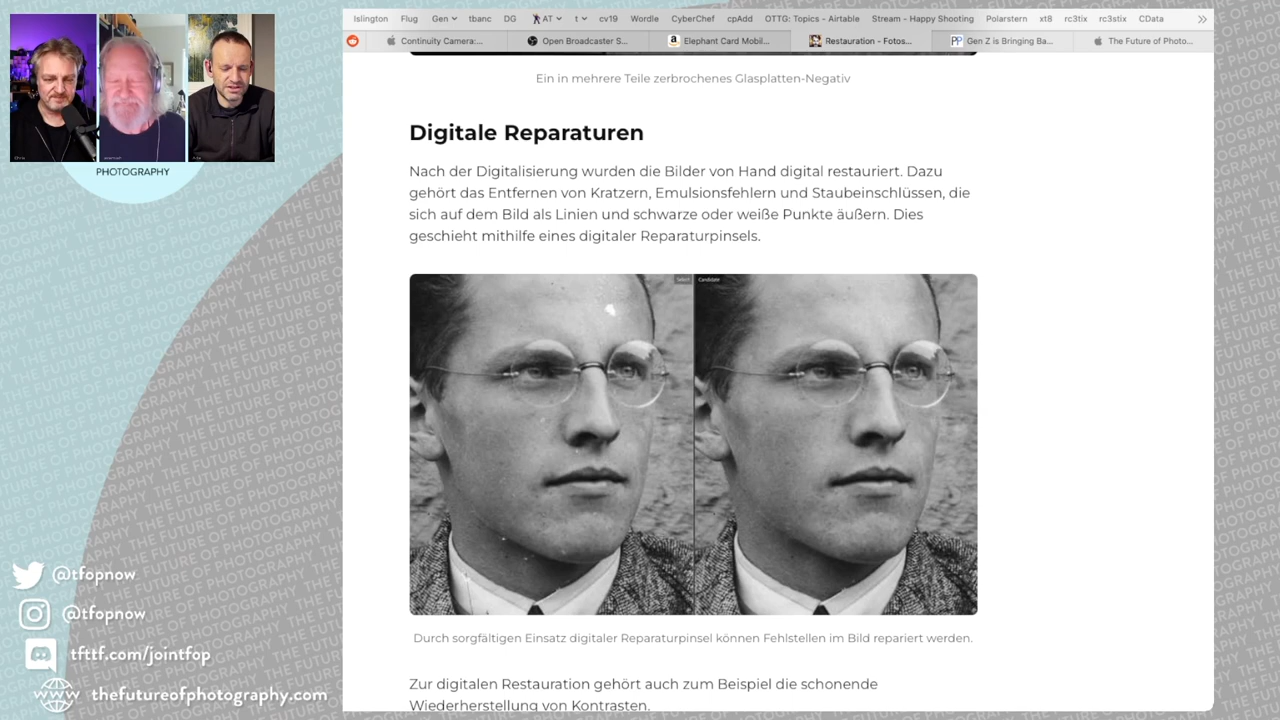 Islington Flug Gen tbanc DG AT t cv19 Wordle CyberChef cpAdd OTTG: Topics - Airtable Stream - Happy Shooting Polarstern xt8 rc3tix rc3stix CData
Continuity Camera:... Open Broadcaster S... Elephant Card Mobil... Restauration - Fotos... Gen Z is Bringing Ba... The Future of Photo...
PHOTOGRAPHY
Ein in mehrere Teile zerbrochenes Glasplatten-Negativ
Digitale Reparaturen
Nach der Digitalisierung wurden die Bilder von Hand digital restauriert. Dazu
gehört das Entfernen von Kratzern, Emulsionsfehlern und Staubeinschlüssen, die
sich auf dem Bild als Linien und schwarze oder weiße Punkte äußern. Dies
geschieht mithilfe eines digitaler Reparaturpinsels.
Select
Candidate
Durch sorgfältigen Einsatz digitaler Reparaturpinsel können Fehlstellen im Bild repariert werden.
Zur digitalen Restauration gehört auch zum Beispiel die schonende
Wiederherstellung von Kontrasten.
@tfopnow
@tfopnow
tfttf.com/jointfop
thefutureofphotography.com
THE FUTURE OF PHOTOGRAPHY